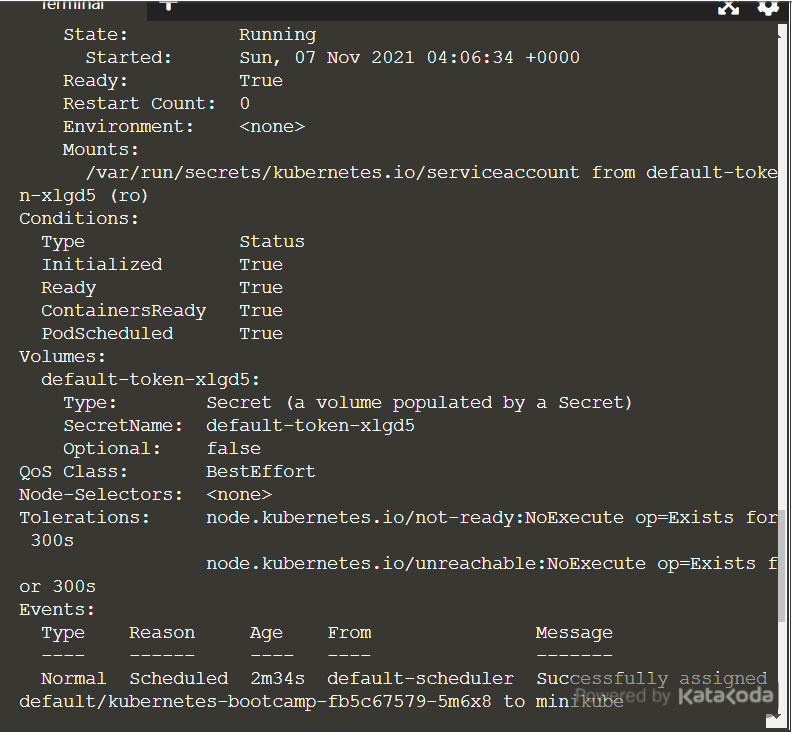 Terminal +
State: Running
Started: Sun, 07 Nov 2021 04:06:34 +0000
Ready: True
Restart Count: 0
Environment: <none>
Mounts:
/var/run/secrets/kubernetes.io/serviceaccount from default-toke
n-xlgd5 (ro)
Conditions:
Type Status
Initialized True
Ready True
ContainersReady True
PodScheduled True
Volumes:
default-token-xlgd5:
Type: Secret (a volume populated by a Secret)
SecretName: default-token-xlgd5
Optional: false
QoS Class: BestEffort
Node-Selectors: <none>
Tolerations: node.kubernetes.io/not-ready:NoExecute op=Exists for
300s
node.kubernetes.io/unreachable:NoExecute op=Exists f
or 300s
Events:
Type Reason Age From Message
---- ------ ---- ---- -------
Normal Scheduled 2m34s default-scheduler Successfully assigned
default/kubernetes-bootcamp-fb5c67579-5m6x8 to minikube
Powered by Katacoda